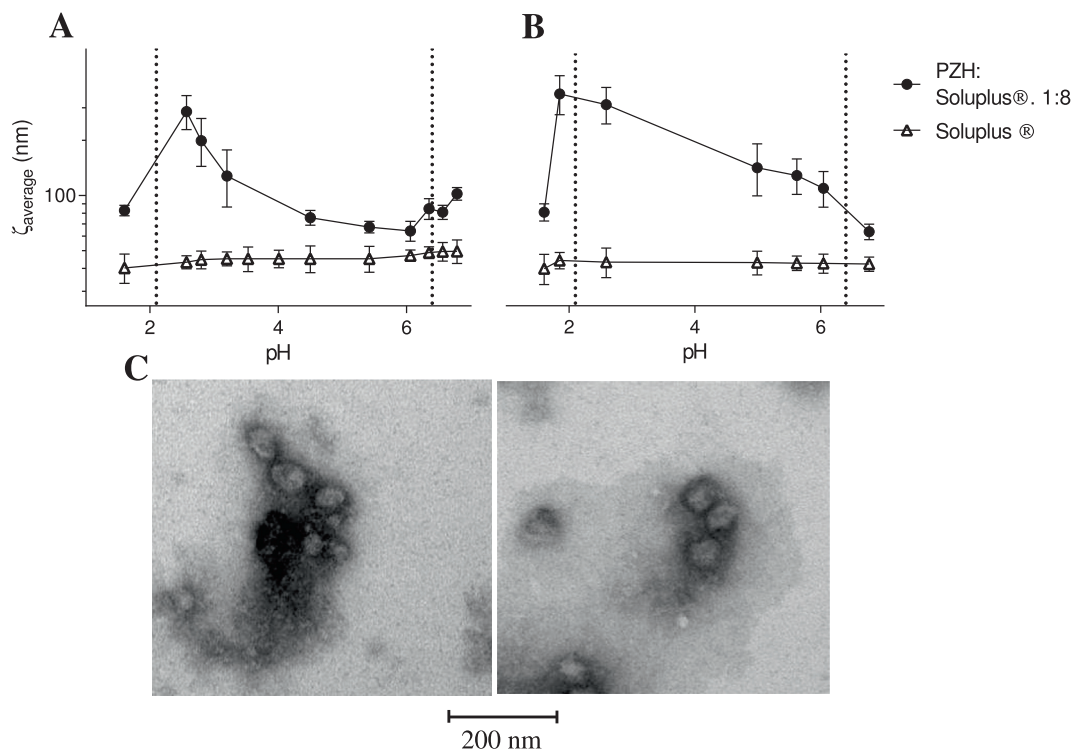 A
B
ζaverage (nm)
100
2
4
6
pH
2
4
6
pH
PZH:
Soluplus®. 1:8
Soluplus ®
C
200 nm